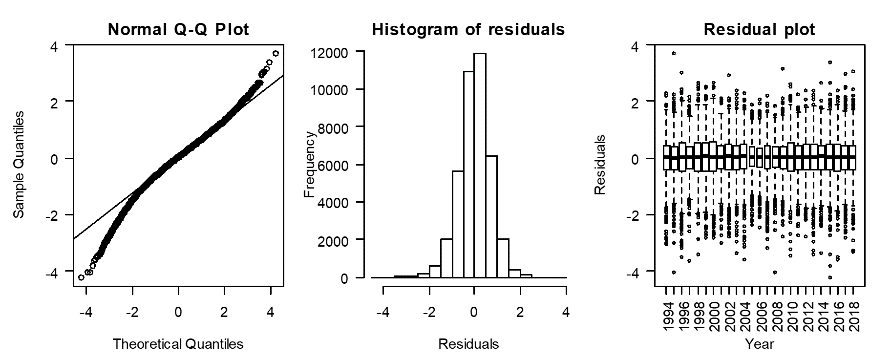 Normal Q-Q Plot
Sample Quantiles
4
2
0
-2
-4
-4 -2 0 2 4
Theoretical Quantiles
Histogram of residuals
Frequency
12000
10000
8000
6000
4000
2000
0
-4 -2 0 2 4
Residuals
Residual plot
Residuals
4
2
0
-2
-4
1994 1996 1998 2000 2002 2004 2006 2008 2010 2012 2014 2016 2018
Year